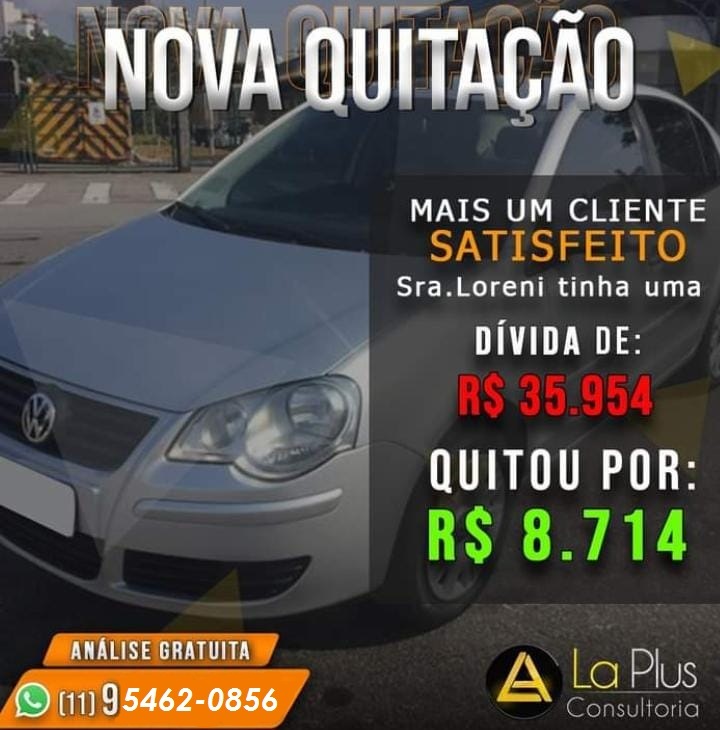 NOVA QUITAÇÃO
MAIS UM CLIENTE
SATISFEITO
Sra.Loreni tinha uma
DÍVIDA DE:
R$ 35.954
QUITOU POR:
R$ 8.714
ANÁLISE GRATUITA
(11) 95462-0856
La Plus
Consultoria